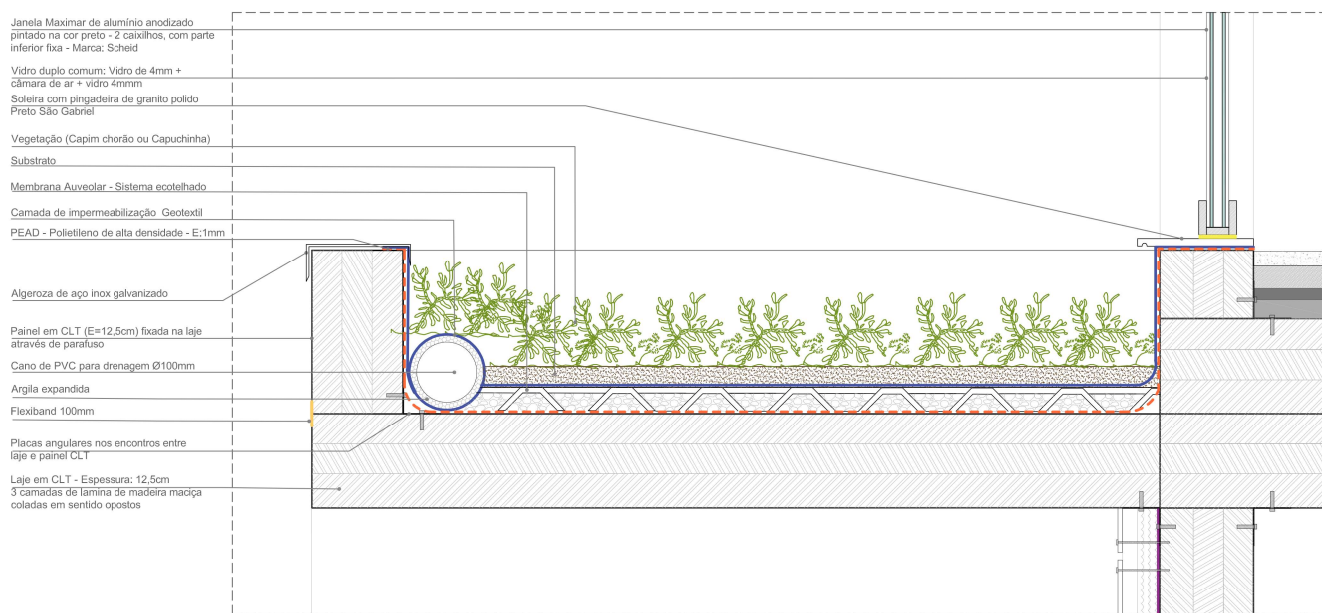 Janela Maximar de alumínio anodizado
pintado na cor preto - 2 caixilhos, com parte
inferior fixa - Marca: Scheid
Vidro duplo comum: Vidro de 4mm +
câmara de ar + vidro 4mmm
Soleira com pingadeira de granito polido
Preto São Gabriel
Vegetação (Capim chorão ou Capuchinha)
Substrato
Membrana Auveolar - Sistema ecotelhado
Camada de impermeabilização Geotextil
PEAD - Polietileno de alta densidade - E:1mm
Algeroza de aço inox galvanizado
Painel em CLT (E=12,5cm) fixada na laje
através de parafuso
Cano de PVC para drenagem Ø100mm
Argila expandida
Flexiband 100mm
Placas angulares nos encontros entre
laje e painel CLT
Laje em CLT - Espessura: 12,5cm
3 camadas de lamina de madeira maciça
coladas em sentido opostos